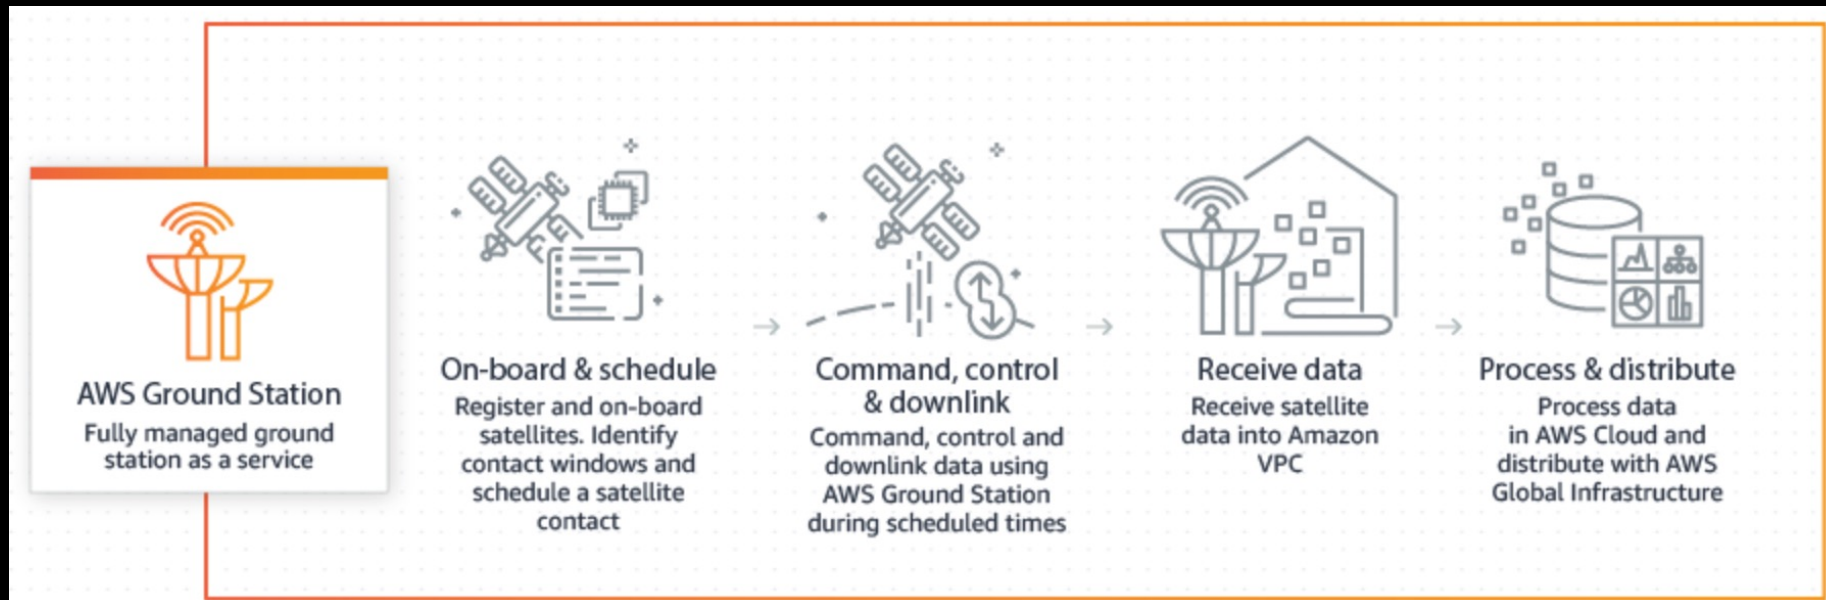 AWS Ground Station
Fully managed ground
station as a service
On-board & schedule
Register and on-board
satellites. Identify
contact windows and
schedule a satellite
contact
Command, control
& downlink
Command, control and
downlink data using
AWS Ground Station
during scheduled times
Receive data
Receive satellite
data into Amazon
VPC
Process & distribute
Process data
in AWS Cloud and
distribute with AWS
Global Infrastructure